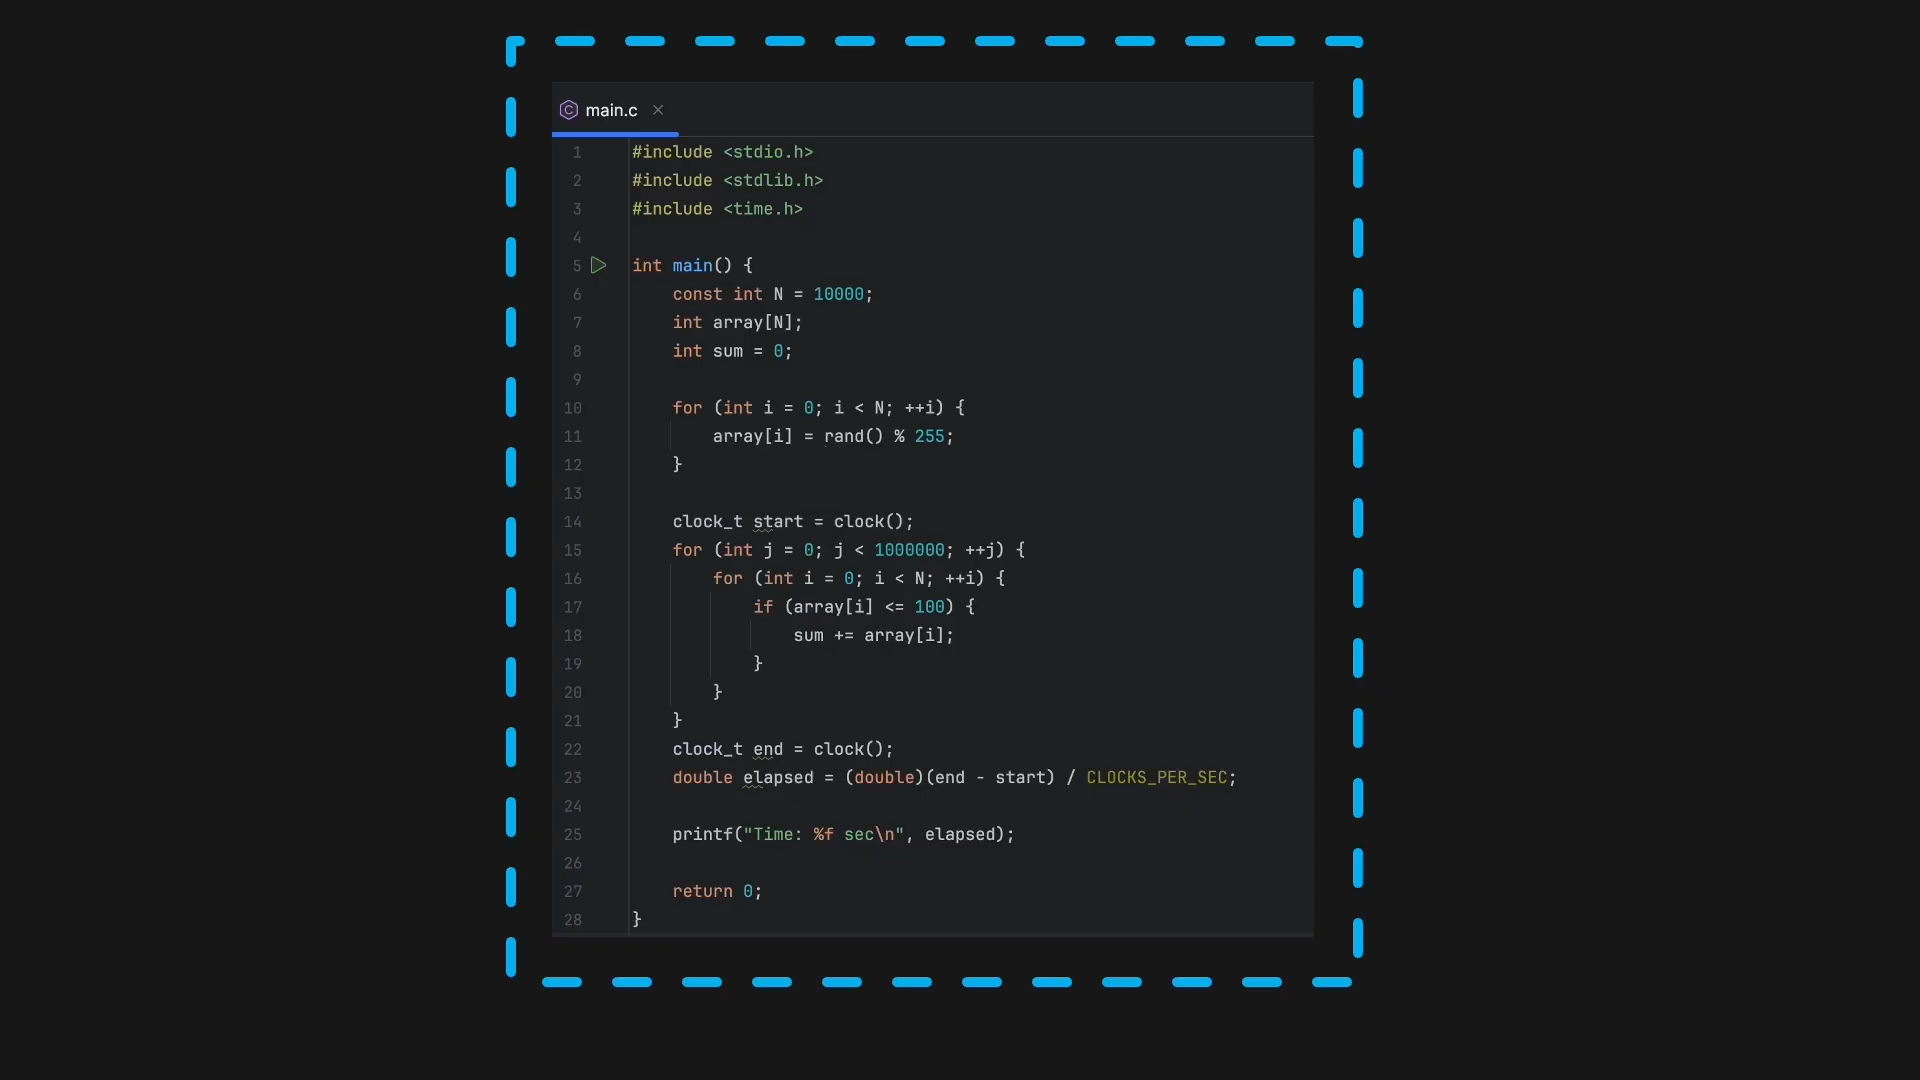 main.c
1 #include <stdio.h>
2 #include <stdlib.h>
3 #include <time.h>
4
5 int main() {
6     const int N = 10000;
7     int array[N];
8     int sum = 0;
9
10     for (int i = 0; i < N; ++i) {
11         array[i] = rand() % 255;
12     }
13
14     clock_t start = clock();
15     for (int j = 0; j < 1000000; ++j) {
16         for (int i = 0; i < N; ++i) {
17             if (array[i] <= 100) {
18                 sum += array[i];
19             }
20         }
21     }
22     clock_t end = clock();
23     double elapsed = (double)(end - start) / CLOCKS_PER_SEC;
24
25     printf("Time: %f sec\n", elapsed);
26
27     return 0;
28 }